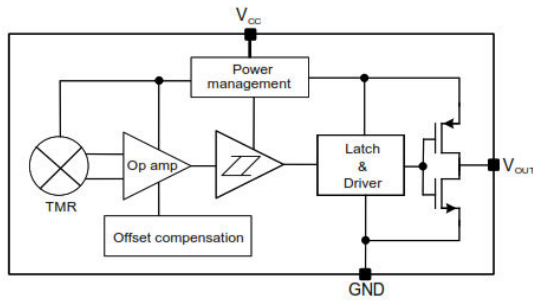 VCC
Power
management
Op amp
TMR
Offset compensation
Latch
&
Driver
VOUT
GND